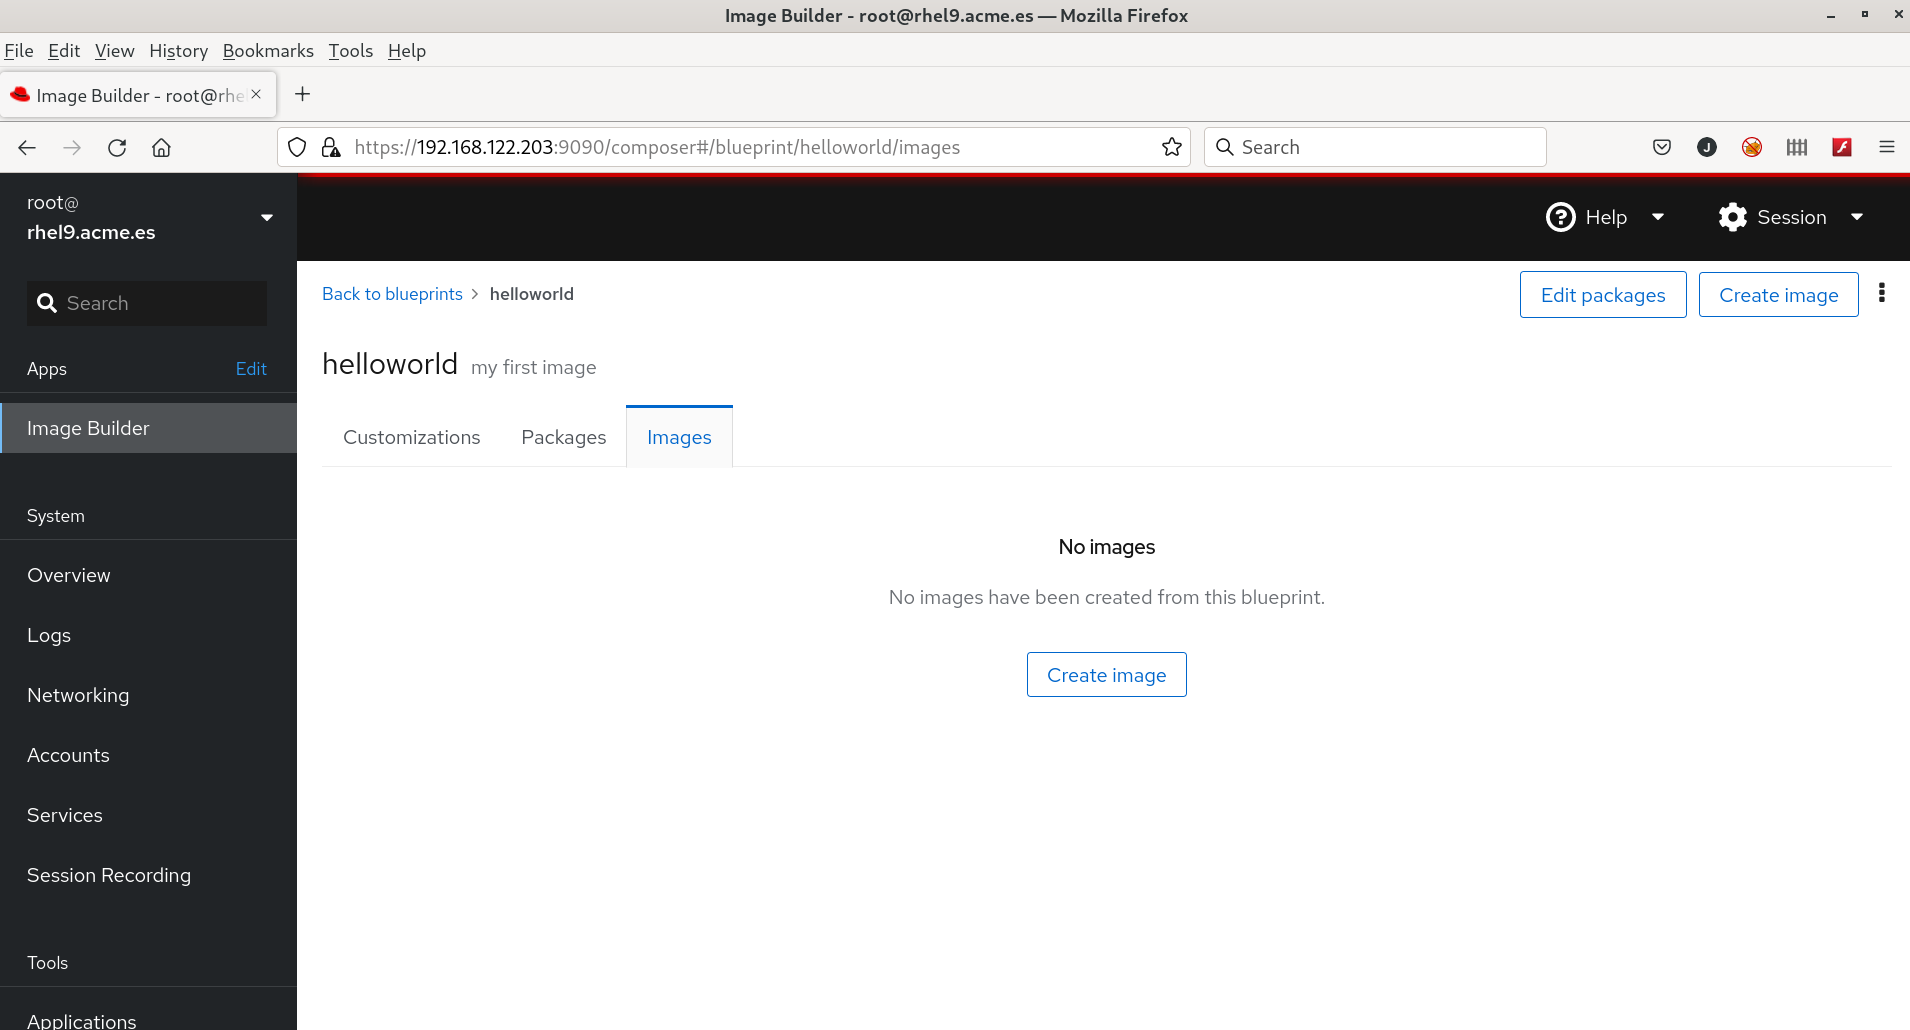 Image Builder - root@rhel9.acme.es — Mozilla Firefox
File Edit View History Bookmarks Tools Help
Image Builder - root@rhe
https://192.168.122.203:9090/composer#/blueprint/helloworld/images
Search
J
root@
rhel9.acme.es
Help
Session
Search
Apps
Edit
Image Builder
System
Overview
Logs
Networking
Accounts
Services
Session Recording
Tools
Applications
Back to blueprints > helloworld
Edit packages
Create image
helloworld my first image
Customizations
Packages
Images
No images
No images have been created from this blueprint.
Create image